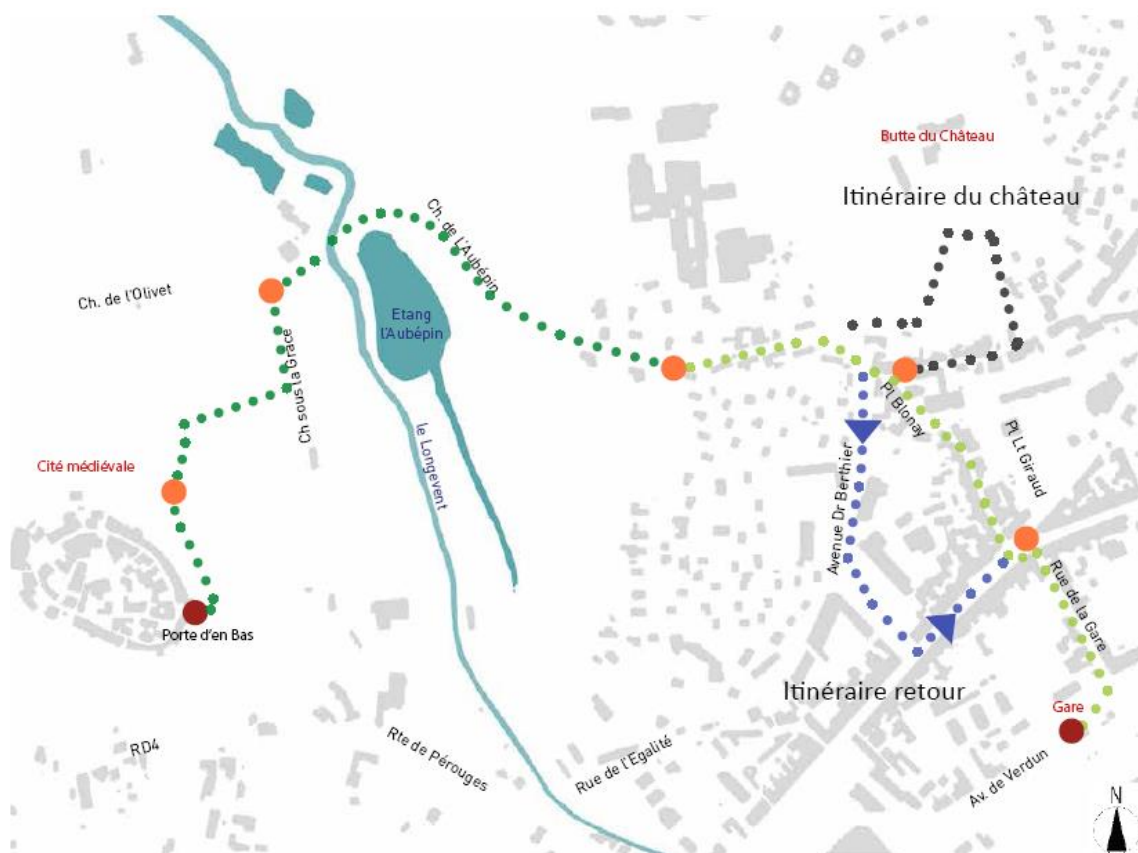 Butte du Château
Itinéraire du château
Ch. de l'Aubépin
Ch. de l'Olivet
Etang
l'Aubépin
Ch sous la Grace
Pl Blonay
Pl Lt Giraud
Cité médiévale
le Longevent
Avenue Dr Berthier
Rue de la Gare
Porte d'en Bas
Itinéraire retour
Gare
RD4
Rte de Pérouges
Rue de l'Egalité
Av. de Verdun
N